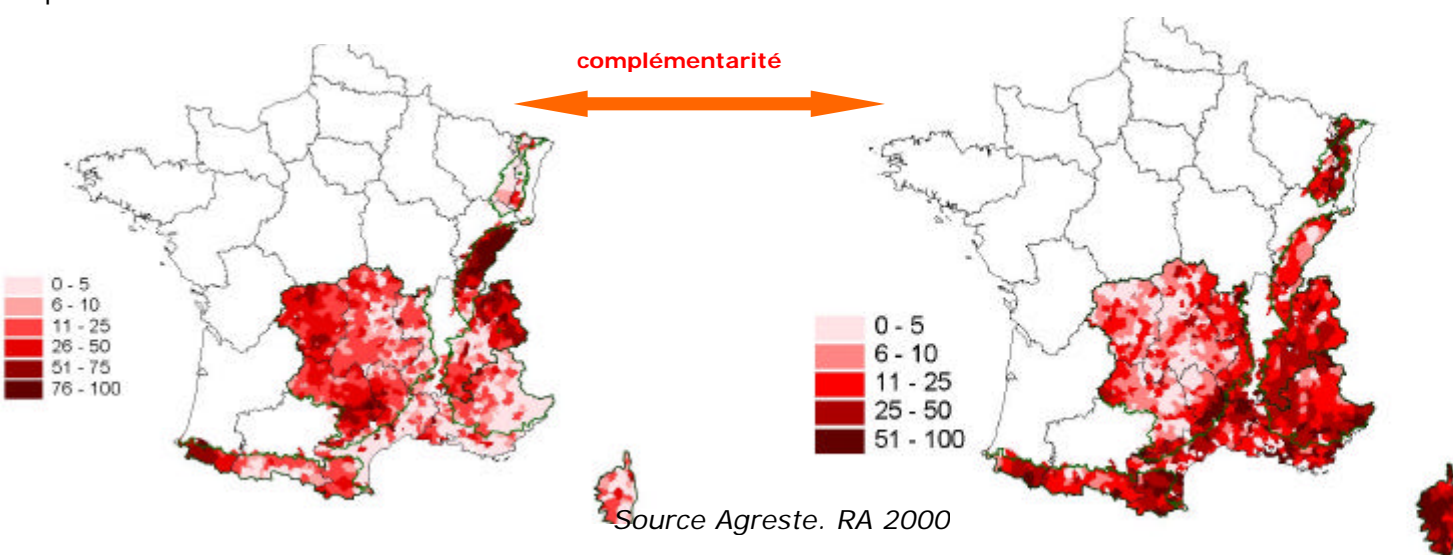 complémentarité
0 - 5
6 - 10
11 - 25
26 - 50
51 - 75
76 - 100
0 - 5
6 - 10
11 - 25
25 - 50
51 - 100
Source Agreste. RA 2000